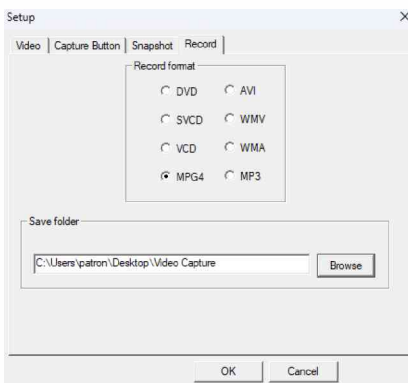 Setup
Video Capture Button Snapshot Record
Record format
DVD AVI
SVCD WMV
VCD WMA
MPG4 MP3
Save folder
C:\Users\patron\Desktop\Video Capture Browse
OK Cancel